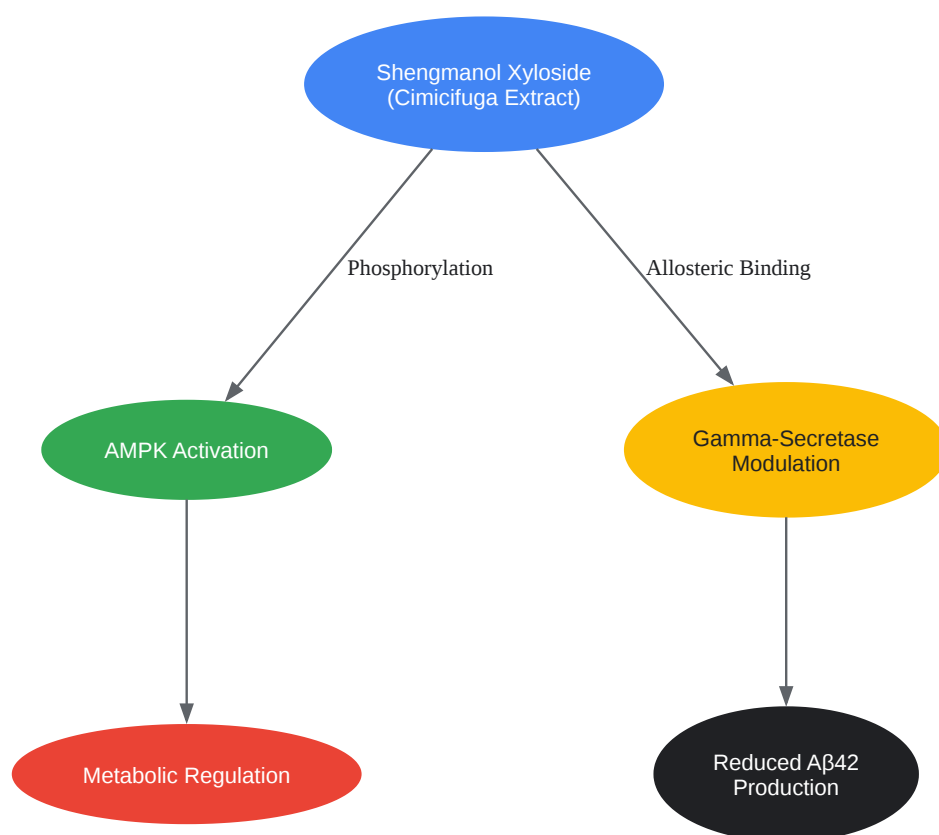 Shengmanol Xyloside
(Cimicifuga Extract)
Phosphorylation
Allosteric Binding
AMPK Activation
Gamma-Secretase
Modulation
Metabolic Regulation
Reduced Aβ42
Production